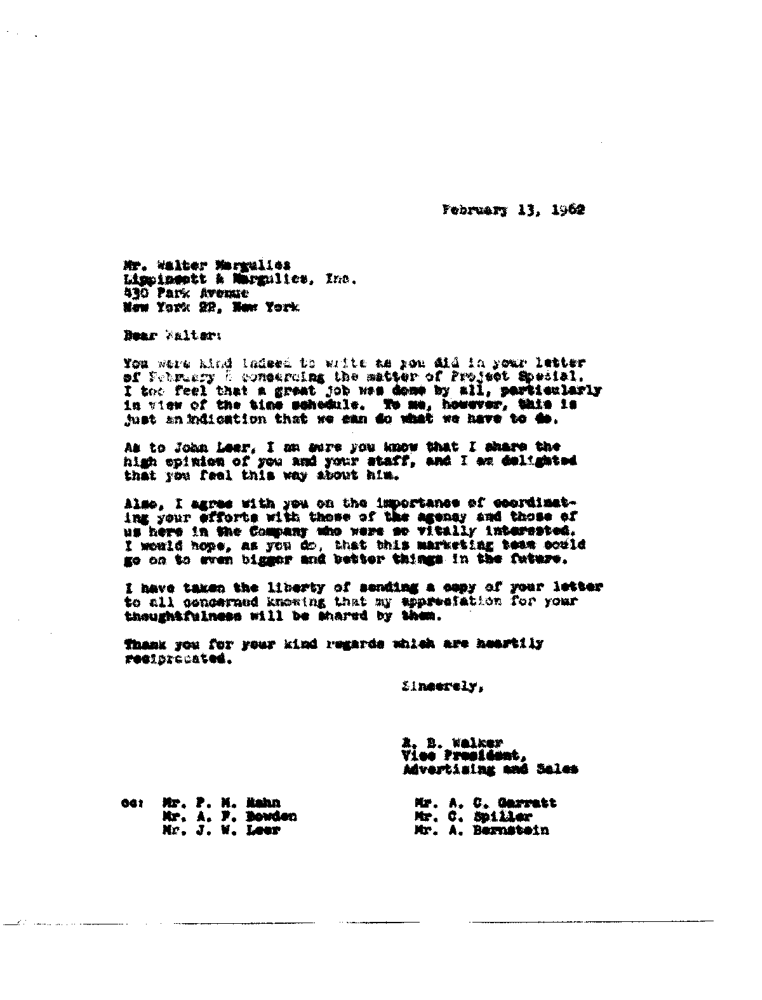 February 13, 1962
Mr. Walter Margulies
Lippincott & Margulies, Inc.
430 Park Avenue
New York 22, New York
Dear Walter:
You were kind indeed to write as you did in your letter
of February concerning the matter of Project Special.
I too feel that a great job was done by all, particularly
in view of the time schedule. To me, however, this is
just an indication that we can do what we have to do.
As to John Leer, I am sure you know that I share the
high opinion of you and your staff, and I am delighted
that you feel this way about him.
Also, I agree with you on the importance of coordinat-
ing your efforts with those of the agency and those of
us here in the Company who were so vitally interested.
I would hope, as you do, that this marketing team could
go on to even bigger and better things in the future.
I have taken the liberty of sending a copy of your letter
to all concerned knowing that my appreciation for your
thoughtfulness will be shared by them.
Thank you for your kind regards which are heartily
reciprocated.
Sincerely,
R. B. Walker
Vice President,
Advertising and Sales
cc: Mr. P. M. Hahn Mr. A. C. Garratt
Mr. A. F. Bowden Mr. C. Spiller
Mr. J. W. Leer Mr. A. Bernstein